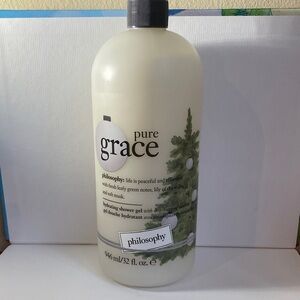 pure
grace
philosophy: life is peaceful and
with fresh leafy green notes, lily of the
and soft musk.
hydrating shower gel with
gel douche hydratant
philosophy
946 ml/32 fl. oz. e